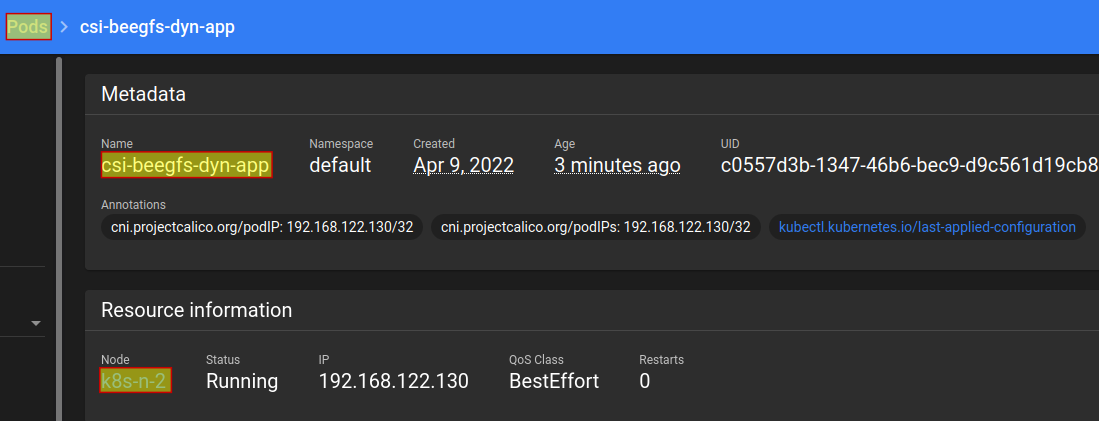 Pods > csi-beegfs-dyn-app
Metadata
Name Namespace Created Age UID
csi-beegfs-dyn-app default Apr 9, 2022 3 minutes ago c0557d3b-1347-46b6-bec9-d9c561d19cb8
Annotations
cni.projectcalico.org/podIP: 192.168.122.130/32 cni.projectcalico.org/podIPs: 192.168.122.130/32 kubectl.kubernetes.io/last-applied-configuration
Resource information
Node Status IP QoS Class Restarts
k8s-n-2 Running 192.168.122.130 BestEffort 0